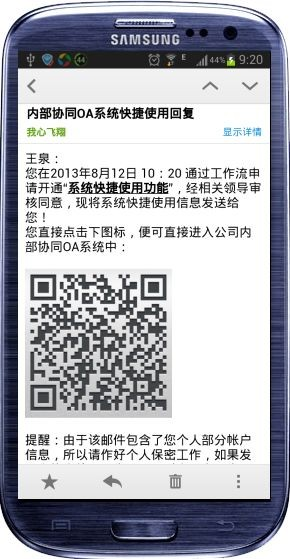 SAMSUNG
44
E
44%
9:20
内部协同OA系统快捷使用回复
我心飞翔
显示详情
王泉：
您在2013年8月12日 10：20 通过工作流申
请开通“系统快捷使用功能”，经相关领导审
核同意，现将系统快捷使用信息发送给
您！
您直接点击下图标，便可直接进入公司内
部协同OA系统中：
提醒：由于该邮件包含了您个人部分帐户
信息，所以请作好个人保密工作，如果发